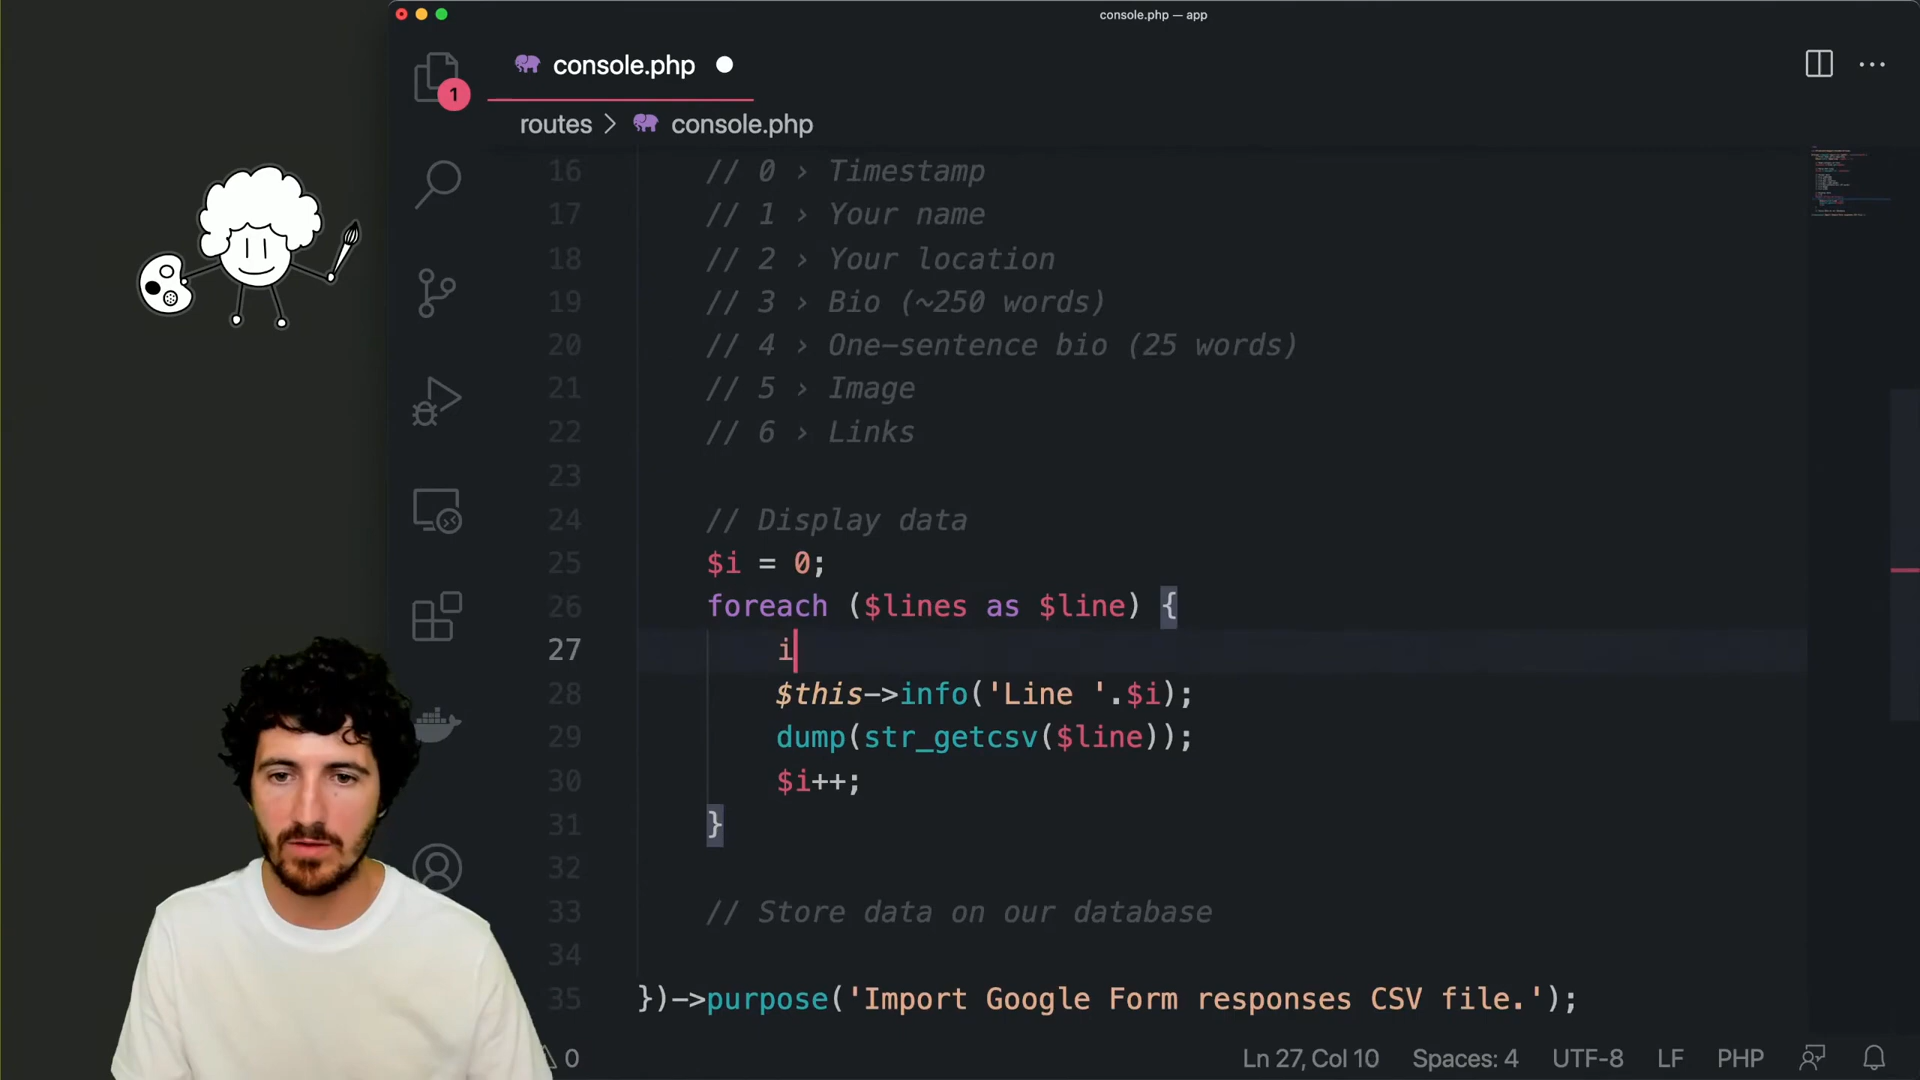 console.php — app
console.php
1
routes > console.php
16 // 0 › Timestamp
17 // 1 › Your name
18 // 2 › Your location
19 // 3 › Bio (~250 words)
20 // 4 › One-sentence bio (25 words)
21 // 5 › Image
22 // 6 › Links
23
24 // Display data
25 $i = 0;
26 foreach ($lines as $line) {
27 i
28 $this->info('Line '.$i);
29 dump(str_getcsv($line));
30 $i++;
31 }
32
33 // Store data on our database
34
35 })->purpose('Import Google Form responses CSV file.');
0 Ln 27, Col 10 Spaces: 4 UTF-8 LF PHP